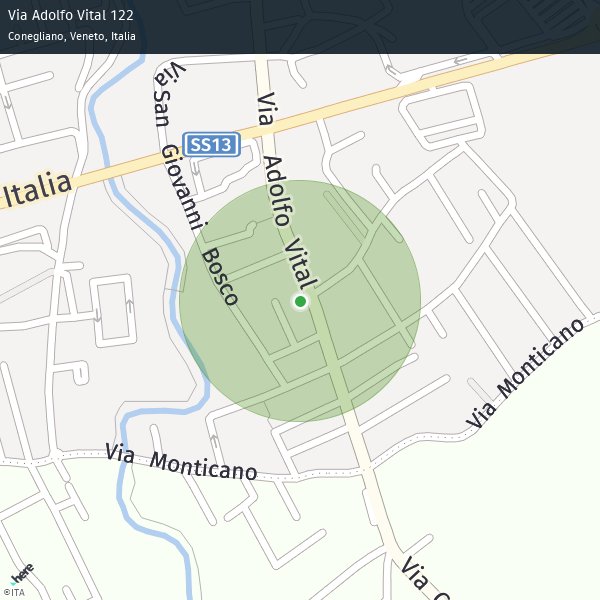 Via Adolfo Vital 122
Conegliano, Veneto, Italia
Via San Giovanni Bosco
Via Adolfo Vital
SS13
Italia
Via Monticano
Via Monticano
here
©ITA